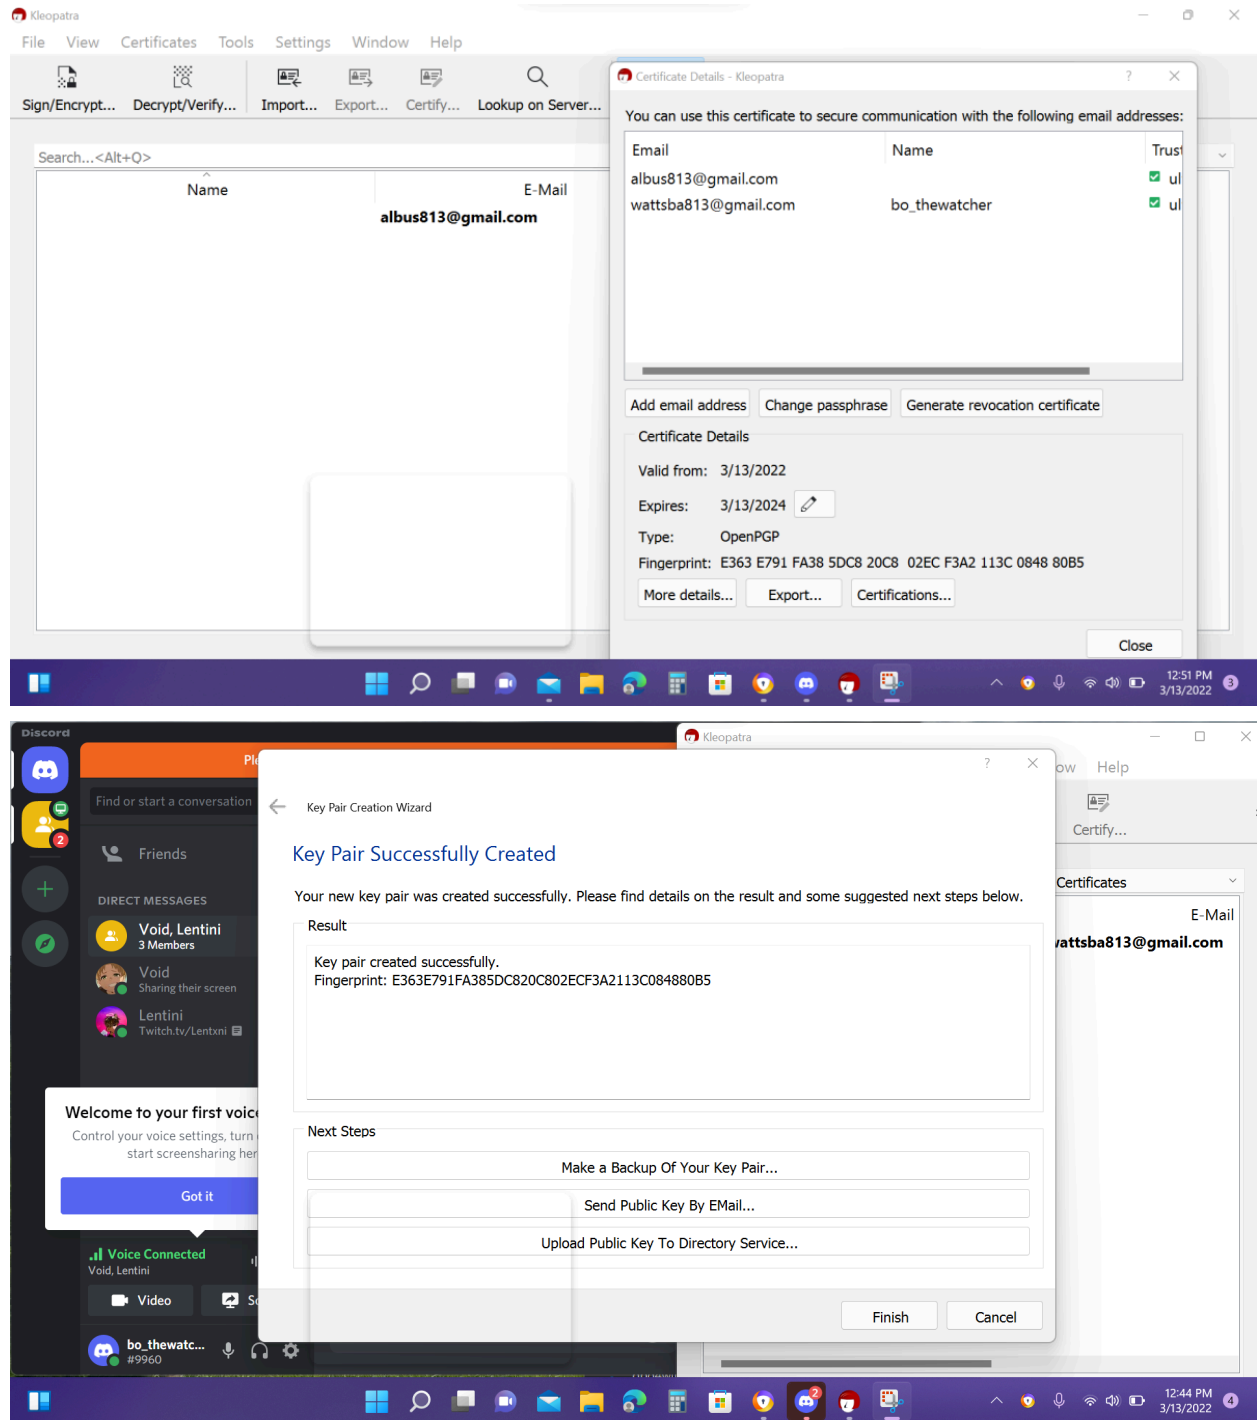 Kleopatra
File View Certificates Tools Settings Window Help
Sign/Encrypt... Decrypt/Verify... Import... Export... Certify... Lookup on Server...
Search...<Alt+Q>
Name E-Mail
albus813@gmail.com
Certificate Details - Kleopatra
You can use this certificate to secure communication with the following email addresses:
Email Name Trust
albus813@gmail.com ul
wattsba813@gmail.com bo_thewatcher ul
Add email address Change passphrase Generate revocation certificate
Certificate Details
Valid from: 3/13/2022
Expires: 3/13/2024
Type: OpenPGP
Fingerprint: E363 E791 FA38 5DC8 20C8 02EC F3A2 113C 0848 80B5
More details... Export... Certifications...
Close
12:51 PM
3/13/2022 3
Discord
Kleopatra
Ple
ow Help
Find or start a conversation
Key Pair Creation Wizard
2
Certify...
Friends
Key Pair Successfully Created
Certificates
DIRECT MESSAGES
Your new key pair was created successfully. Please find details on the result and some suggested next steps below.
E-Mail
Void, Lentini
3 Members
Result
wattsba813@gmail.com
Void
Sharing their screen
Key pair created successfully.
Fingerprint: E363E791FA385DC820C802ECF3A2113C084880B5
Lentini
Twitch.tv/Lentxni
Welcome to your first voice
Control your voice settings, turn
start screensharing her
Got it
Next Steps
Make a Backup Of Your Key Pair...
Send Public Key By EMail...
Upload Public Key To Directory Service...
Voice Connected
Void, Lentini
Video Sc
Finish Cancel
bo_thewatc...
#9960
2
12:44 PM
3/13/2022 4